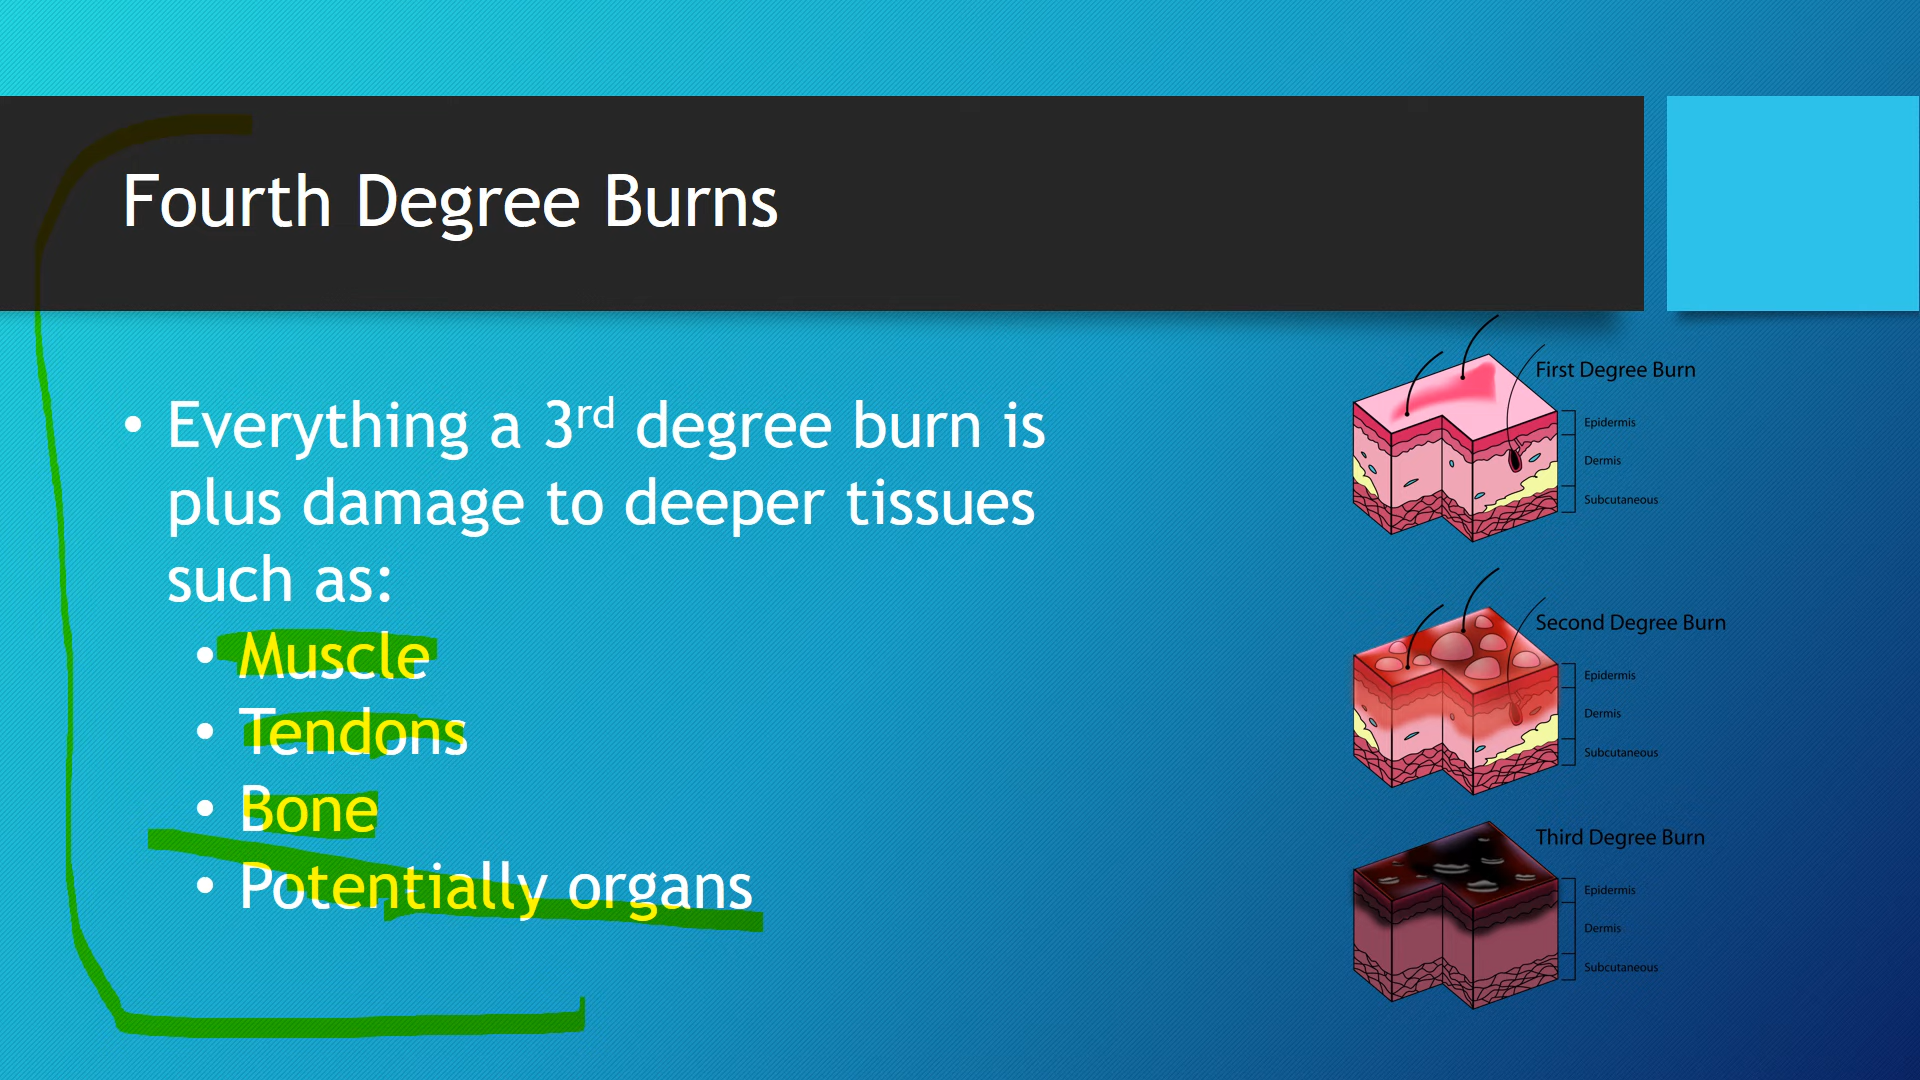 Fourth Degree Burns
• Everything a 3rd degree burn is
plus damage to deeper tissues
such as:
• Muscle
• Tendons
• Bone
• Potentially organs
First Degree Burn
Epidermis
Dermis
Subcutaneous
Second Degree Burn
Epidermis
Dermis
Subcutaneous
Third Degree Burn
Epidermis
Dermis
Subcutaneous